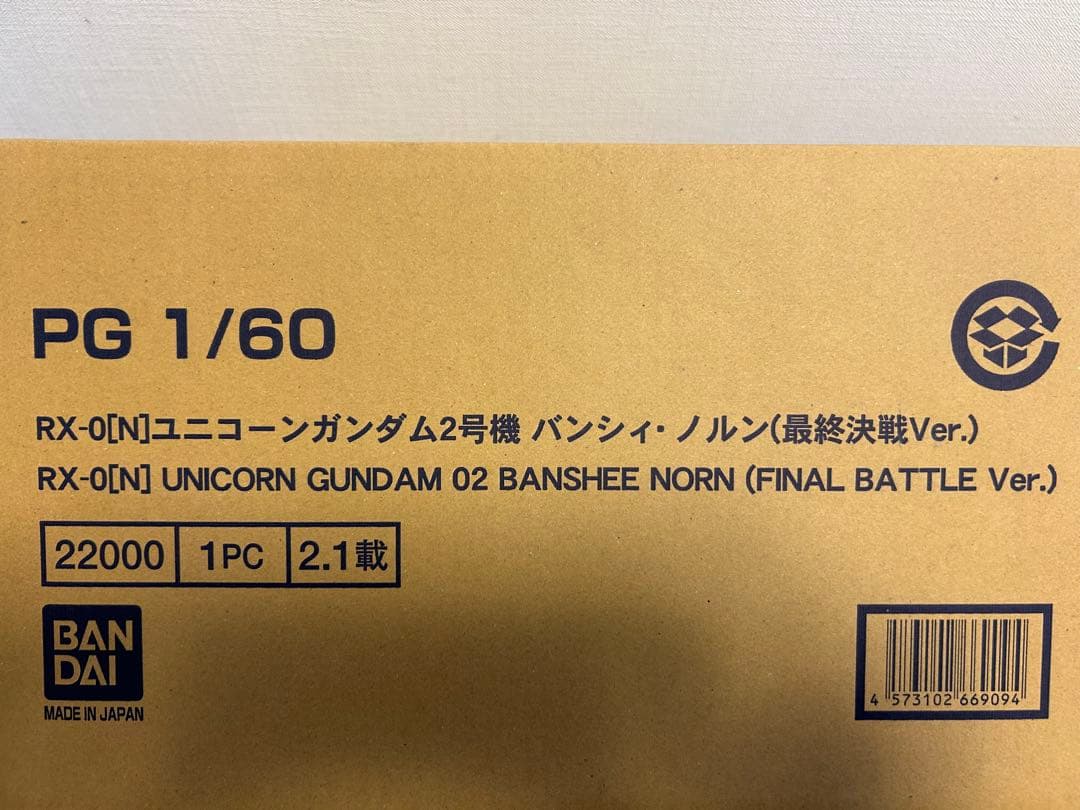 PG 1/60
RX-0[N]ユニコーンガンダム2号機 バンシィ・ノルン(最終決戦Ver.)
RX-0[N] UNICORN GUNDAM 02 BANSHEE NORN (FINAL BATTLE Ver.)
22000 1PC 2.1載
BAN
DAI
MADE IN JAPAN
4 573102 669094